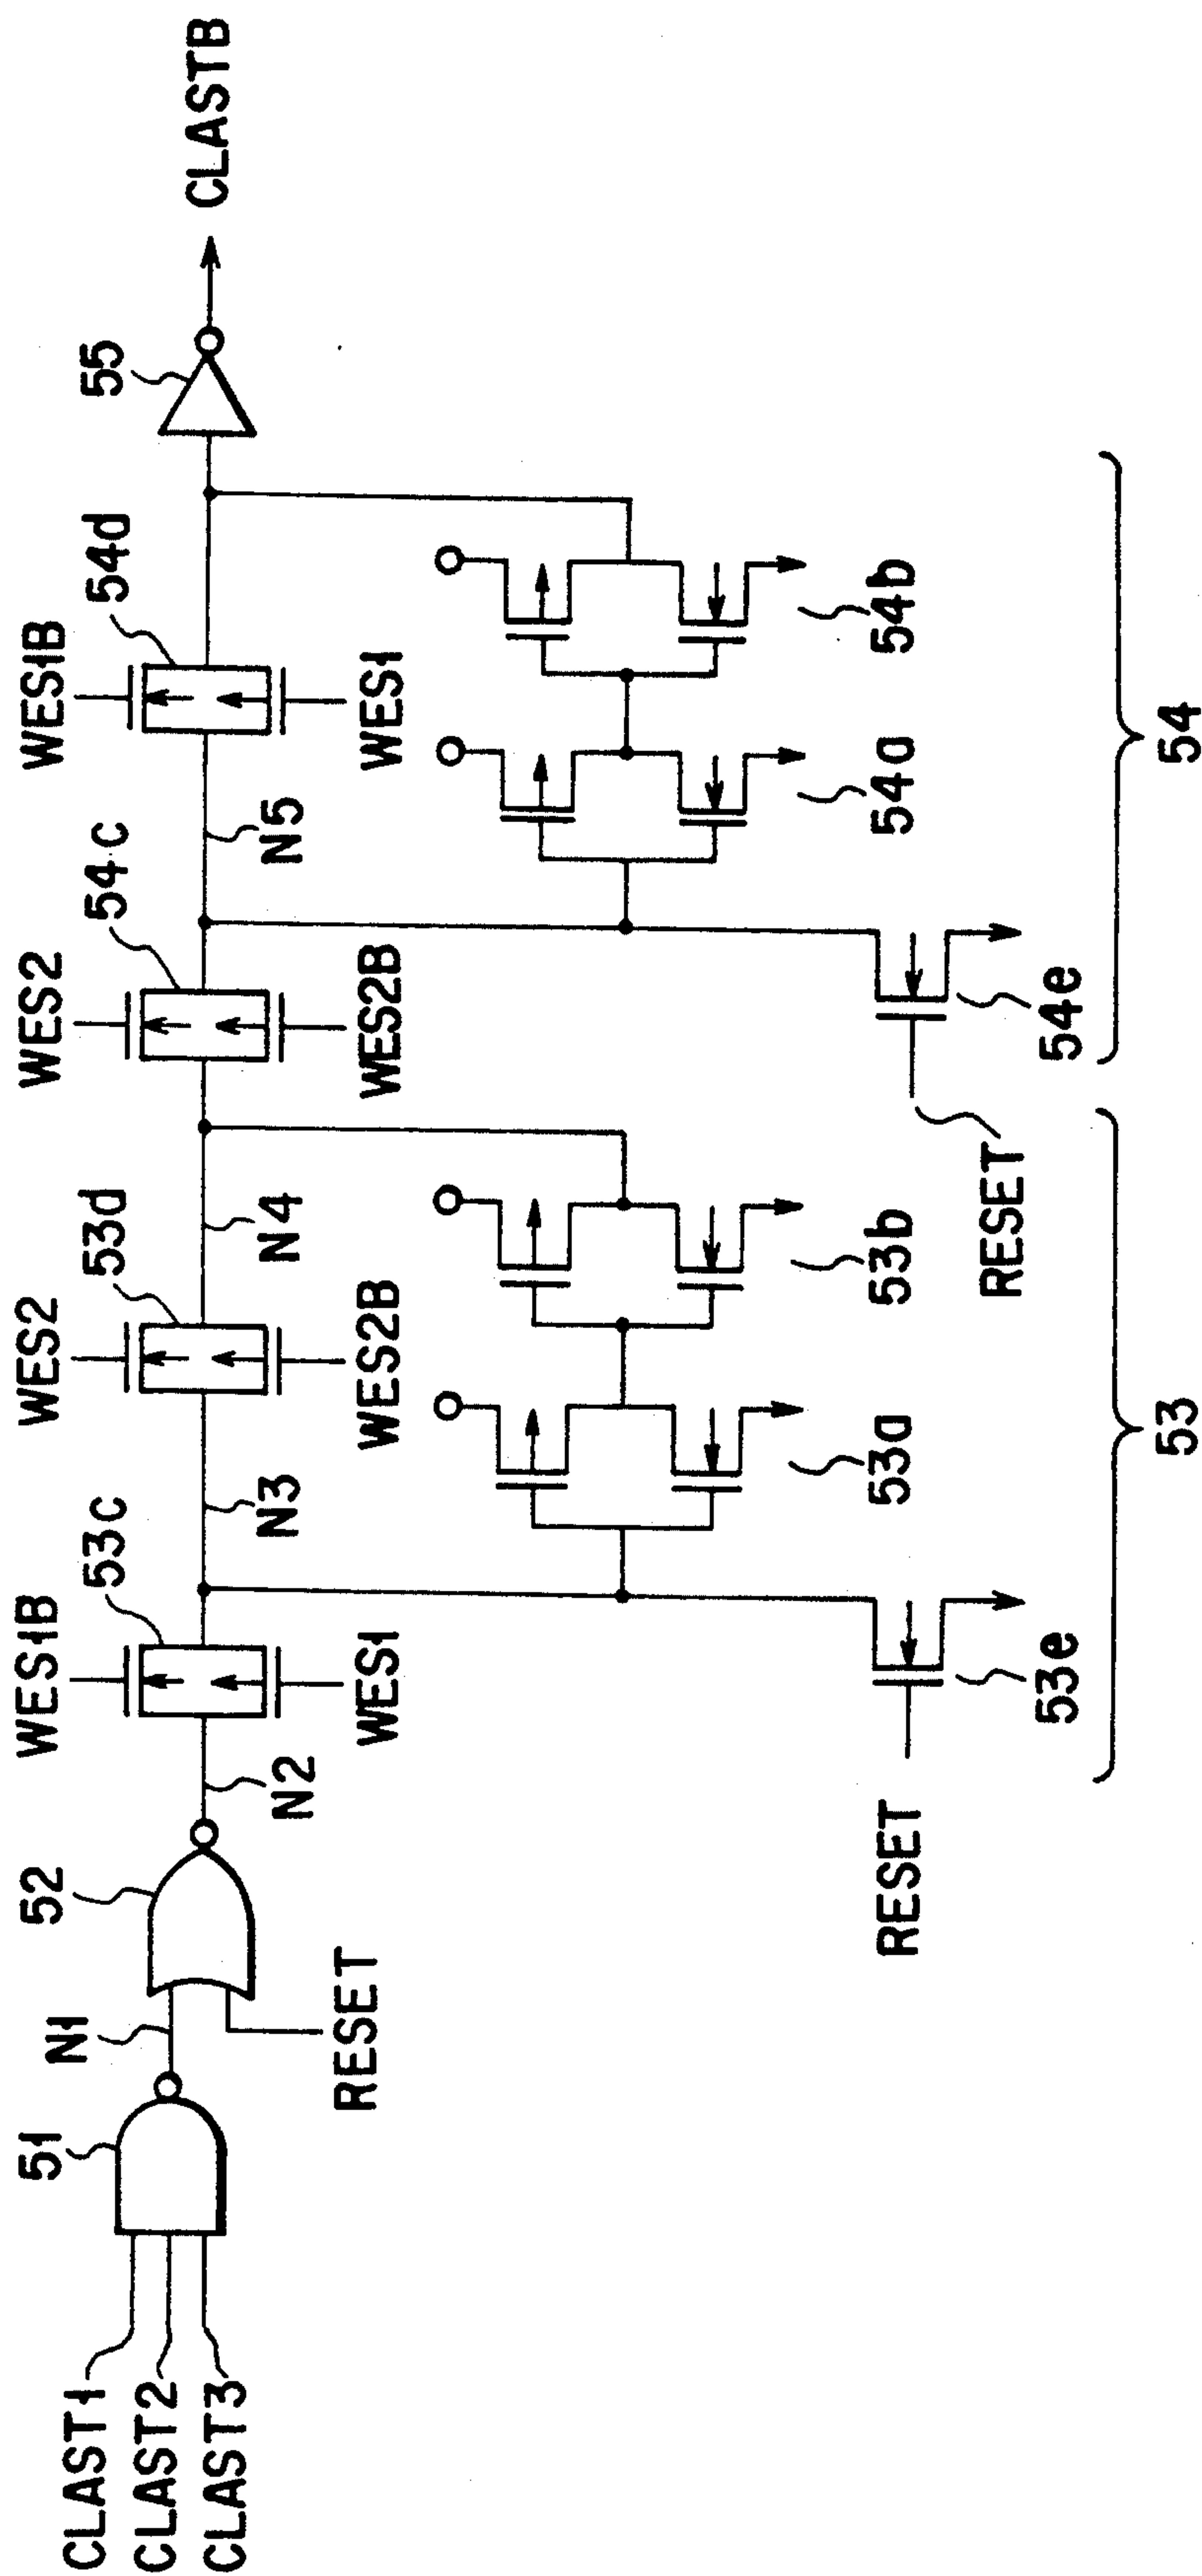 CLAST1
CLAST2
CLAST3
51
N1
RESET
52
N2
WES1B
53c
WES1
N3
WES2
53d
WES2B
N4
WES2
54c
WES2B
N5
WES1B
54d
WES1
55
CLASTB
53a
53b
54a
54b
RESET
53e
RESET
54e
53
54